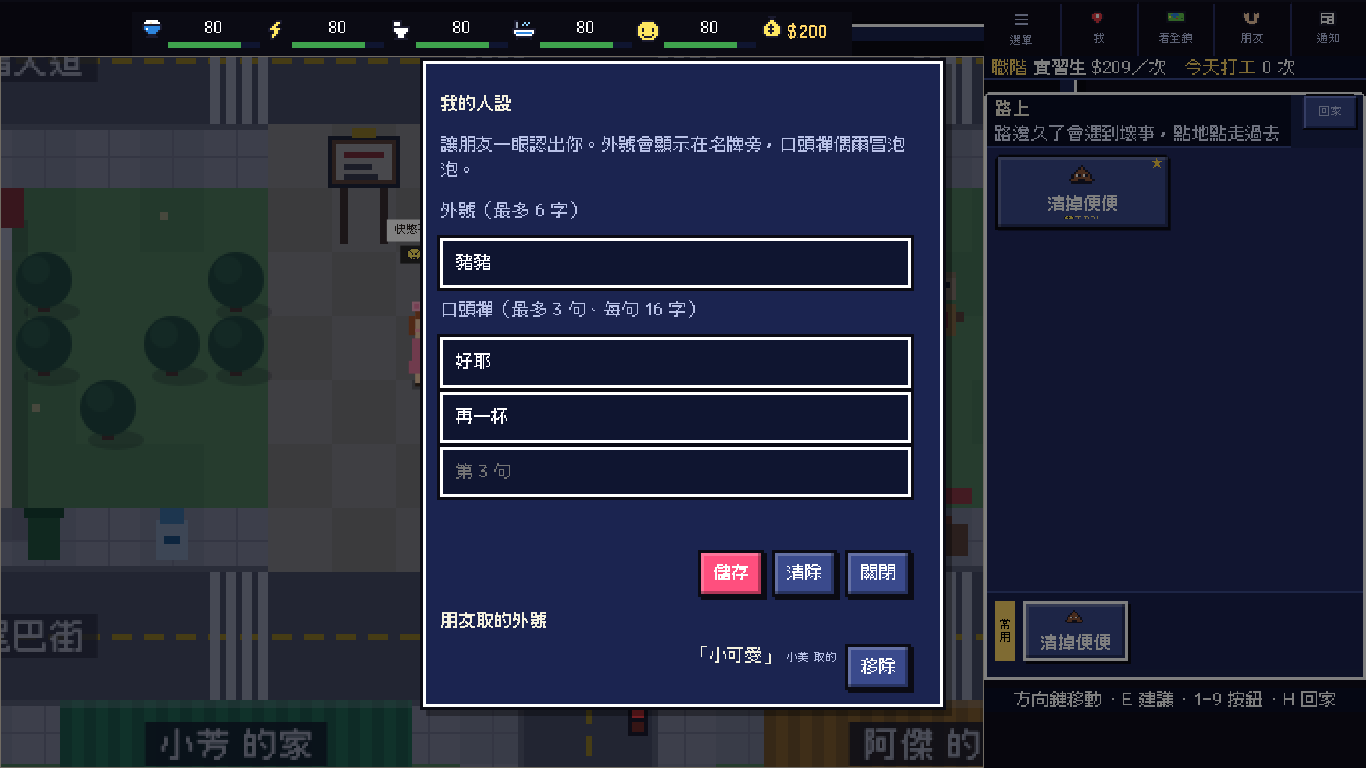 80 80 80 80 80 $200
選單 我 看全鎮 朋友 通知
職階 實習生 $209／次 今天打工 0 次
路上
路邊久了會遇到壞事，點地點走過去
回家
清掉便便
我的人設
讓朋友一眼認出你。外號會顯示在名牌旁，口頭禪偶爾冒泡
泡。
外號（最多 6 字）
豬豬
口頭禪（最多 3 句、每句 16 字）
好耶
再一杯
第 3 句
儲存 清除 關閉
朋友取的外號
「小可愛」 小美 取的 移除
常用
清掉便便
方向鍵移動 · E 建議 · 1-9 按鈕 · H 回家
尾巴街
小芳 的家
阿傑 的